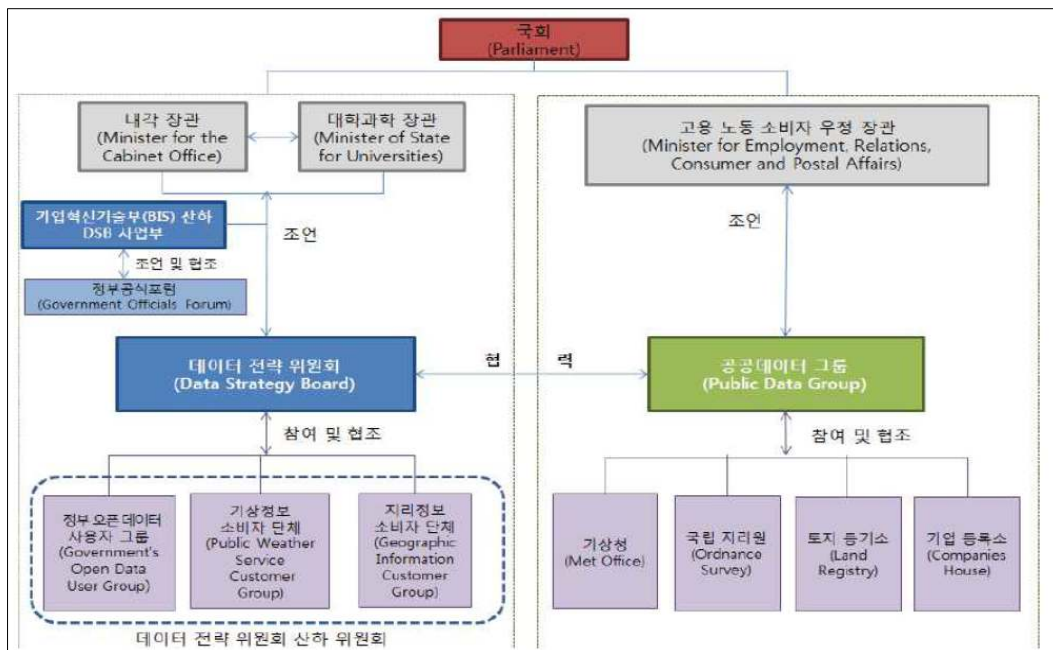 국회
(Parliament)
내각 장관
(Minister for the
Cabinet Office)
대학과학 장관
(Minister of State
for Universities)
고용 노동 소비자 우정 장관
(Minister for Employment, Relations,
Consumer and Postal Affairs)
기업혁신기술부(BIS) 산하
DSB 사업부
조언
조언
조언 및 협조
정부공식포럼
(Government Officials Forum)
데이터 전략 위원회
(Data Strategy Board)
협 력
공공데이터 그룹
(Public Data Group)
참여 및 협조
참여 및 협조
정부 오픈 데이터
사용자 그룹
(Government's
Open Data
User Group)
기상정보
소비자 단체
(Public Weather
Service
Customer
Group)
지리정보
소비자 단체
(Geographic
Information
Customer Group)
기상청
(Met Office)
국립 지리원
(Ordnance
Survey)
토지 등기소
(Land
Registry)
기업 등록소
(Companies
House)
데이터 전략 위원회 산하 위원회